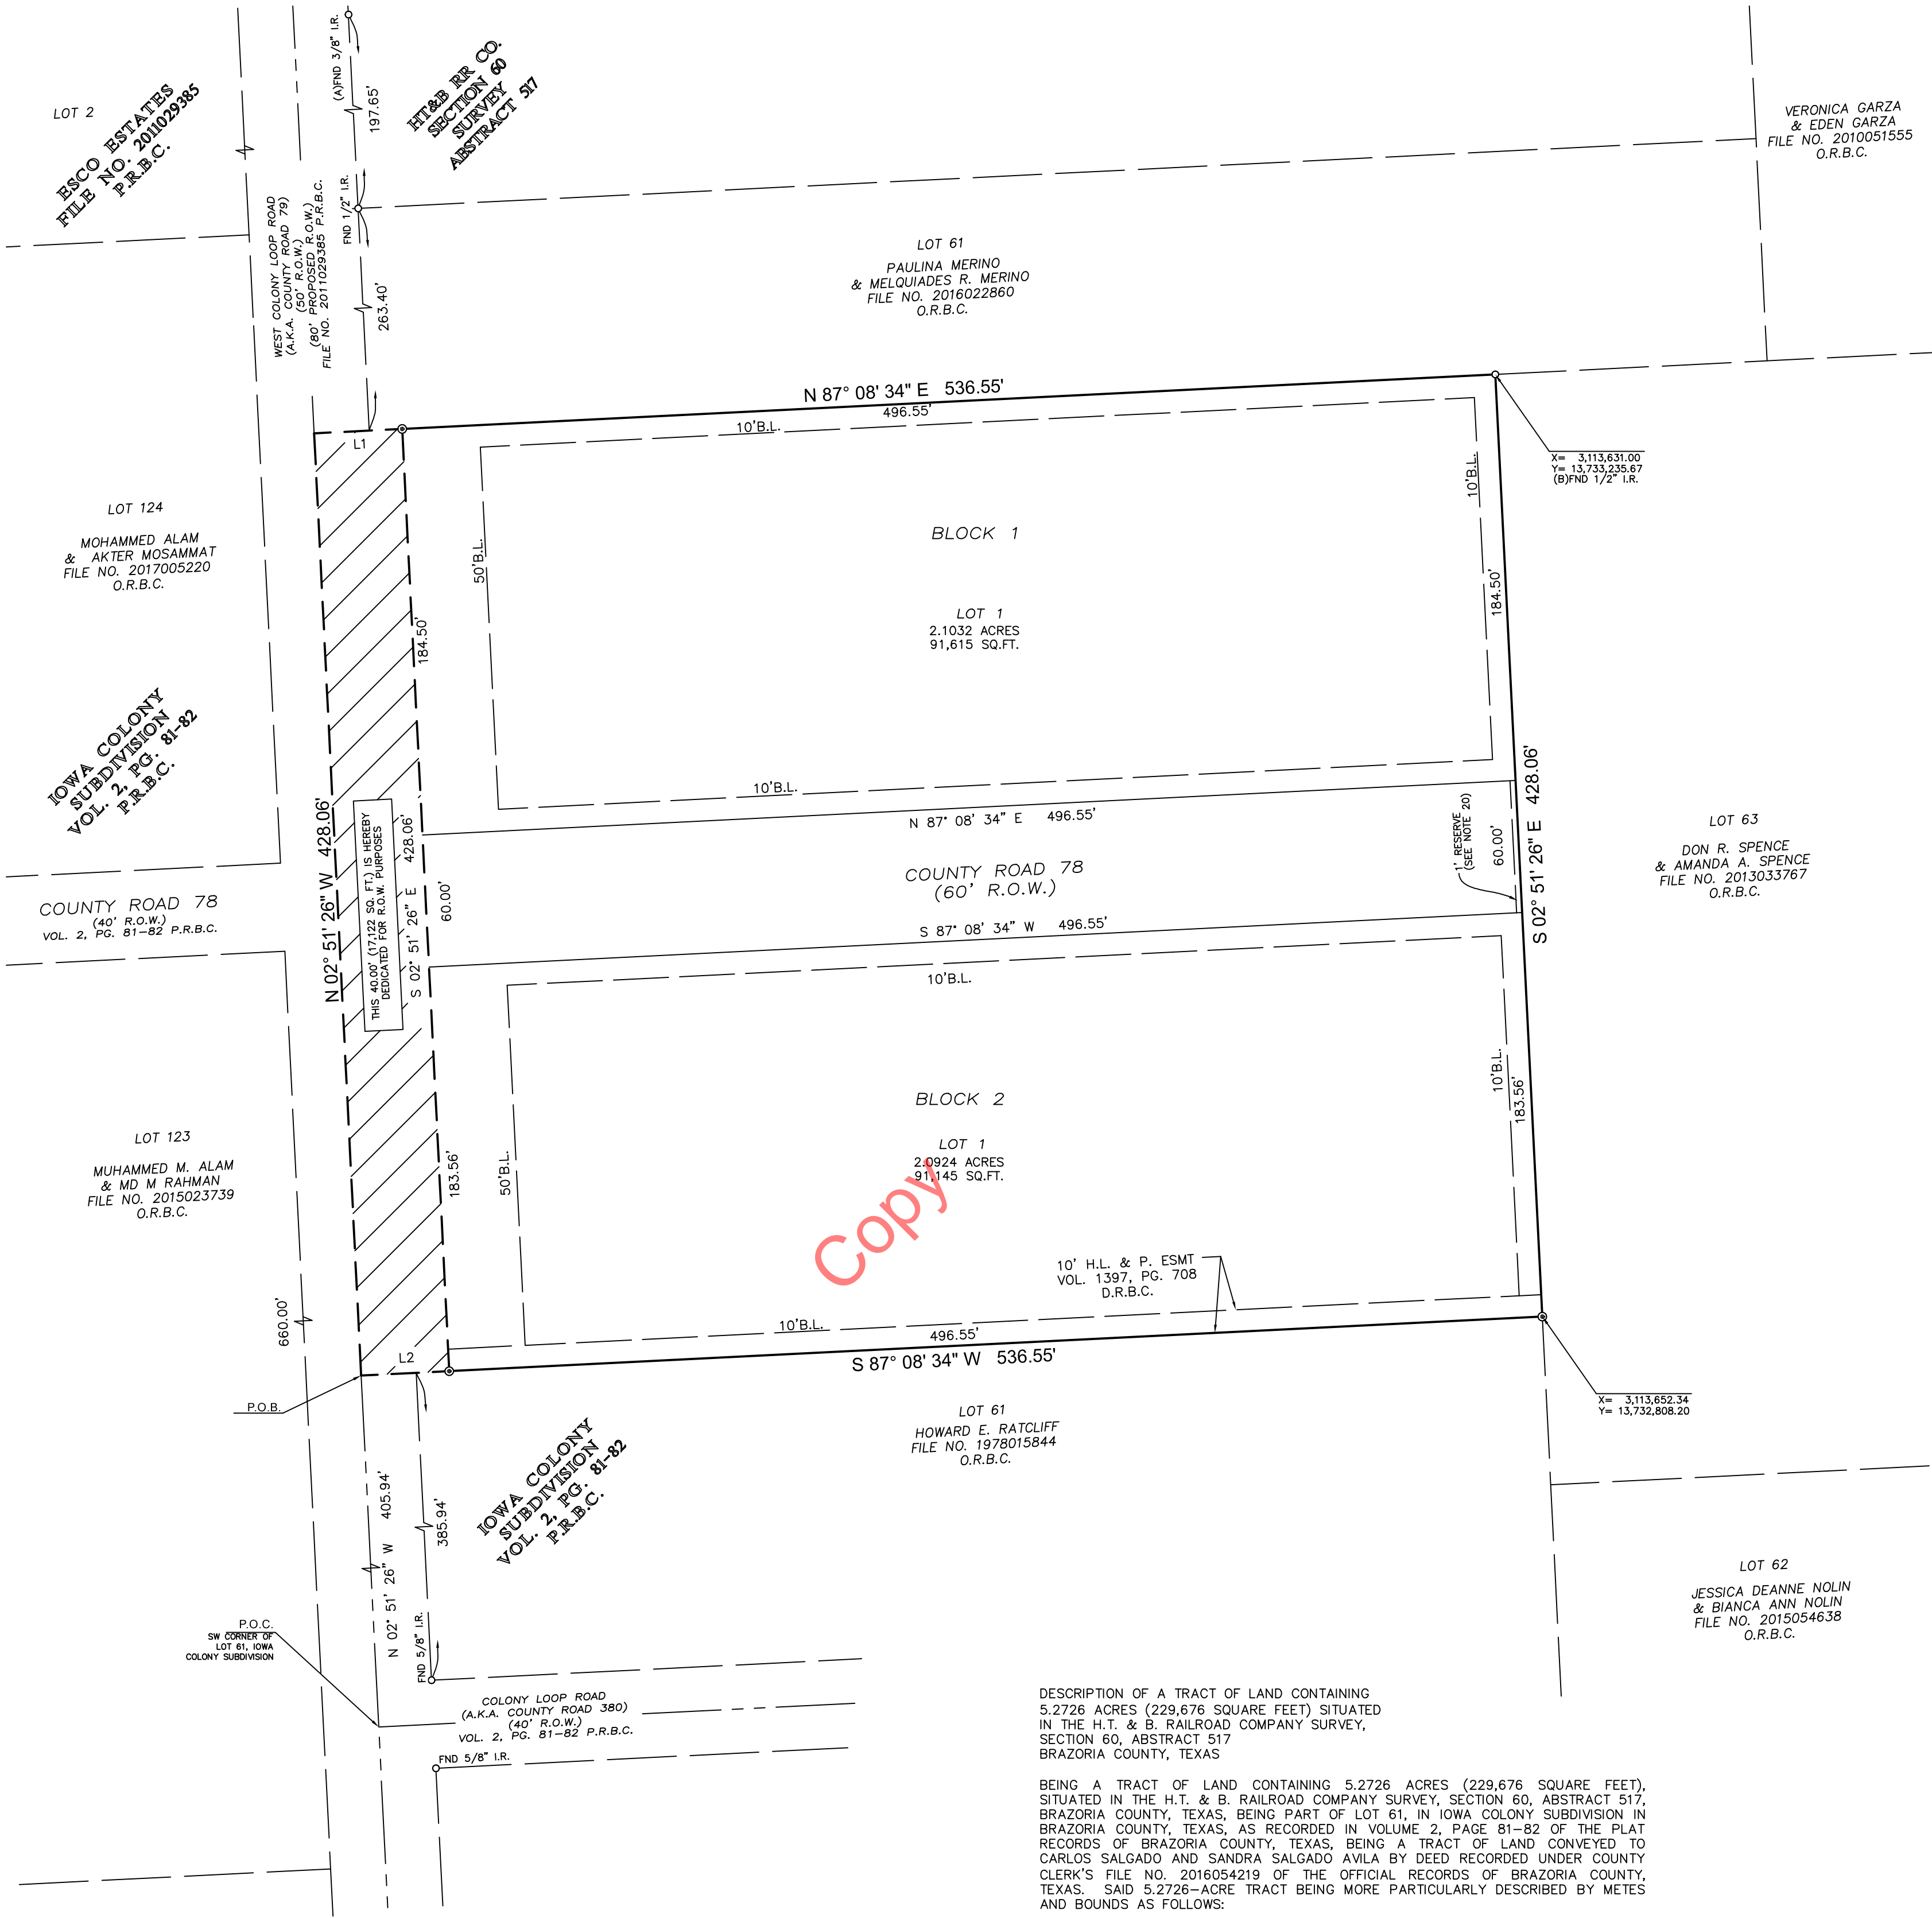 LOT 2
ESCO ESTATES
FILE NO. 2011029385
P.R.B.C.
(A)FND 3/8" I.R.
197.65'
HT&B RR CO.
SECTION 60
SURVEY
ABSTRACT 517
VERONICA GARZA
& EDEN GARZA
FILE NO. 2010051555
O.R.B.C.
WEST COLONY LOOP ROAD
(A.K.A. COUNTY ROAD 79)
(50' R.O.W.)
(80' PROPOSED R.O.W.)
FILE NO. 2011029385 P.R.B.C.
FND 1/2" I.R.
263.40'
LOT 61
PAULINA MERINO
& MELQUIADES R. MERINO
FILE NO. 2016022860
O.R.B.C.
N 87° 08' 34" E 536.55'
496.55'
10'B.L.
L1
X= 3,113,631.00
Y= 13,733,235.67
(B)FND 1/2" I.R.
10'B.L.
LOT 124
MOHAMMED ALAM
& AKTER MOSAMMAT
FILE NO. 2017005220
O.R.B.C.
50'B.L.
BLOCK 1
LOT 1
2.1032 ACRES
91,615 SQ.FT.
184.50'
184.50'
IOWA COLONY
SUBDIVISION
VOL. 2, PG. 81-82
P.R.B.C.
10'B.L.
N 87° 08' 34" E 496.55'
N 02° 51' 26" W 428.06'
THIS 40.00' (17,122 SQ. FT.) IS HEREBY
DEDICATED FOR R.O.W. PURPOSES
S 02° 51' 26" E 428.06'
60.00'
COUNTY ROAD 78
(60' R.O.W.)
1' RESERVE
(SEE NOTE 20)
60.00'
S 02° 51' 26" E 428.06'
LOT 63
DON R. SPENCE
& AMANDA A. SPENCE
FILE NO. 2013033767
O.R.B.C.
COUNTY ROAD 78
(40' R.O.W.)
VOL. 2, PG. 81-82 P.R.B.C.
S 87° 08' 34" W 496.55'
10'B.L.
10'B.L.
183.56'
BLOCK 2
LOT 1
2.0924 ACRES
91,145 SQ.FT.
Copy
50'B.L.
183.56'
LOT 123
MUHAMMED M. ALAM
& MD M RAHMAN
FILE NO. 2015023739
O.R.B.C.
10' H.L. & P. ESMT
VOL. 1397, PG. 708
D.R.B.C.
660.00'
10'B.L.
496.55'
L2
S 87° 08' 34" W 536.55'
P.O.B.
X= 3,113,652.34
Y= 13,732,808.20
LOT 61
HOWARD E. RATCLIFF
FILE NO. 1978015844
O.R.B.C.
IOWA COLONY
SUBDIVISION
VOL. 2, PG. 81-82
P.R.B.C.
N 02° 51' 26" W 405.94'
385.94'
FND 5/8" I.R.
P.O.C.
SW CORNER OF
LOT 61, IOWA
COLONY SUBDIVISION
LOT 62
JESSICA DEANNE NOLIN
& BIANCA ANN NOLIN
FILE NO. 2015054638
O.R.B.C.
COLONY LOOP ROAD
(A.K.A. COUNTY ROAD 380)
(40' R.O.W.)
VOL. 2, PG. 81-82 P.R.B.C.
FND 5/8" I.R.
DESCRIPTION OF A TRACT OF LAND CONTAINING
5.2726 ACRES (229,676 SQUARE FEET) SITUATED
IN THE H.T. & B. RAILROAD COMPANY SURVEY,
SECTION 60, ABSTRACT 517
BRAZORIA COUNTY, TEXAS
BEING A TRACT OF LAND CONTAINING 5.2726 ACRES (229,676 SQUARE FEET),
SITUATED IN THE H.T. & B. RAILROAD COMPANY SURVEY, SECTION 60, ABSTRACT 517,
BRAZORIA COUNTY, TEXAS, BEING PART OF LOT 61, IN IOWA COLONY SUBDIVISION IN
BRAZORIA COUNTY, TEXAS, AS RECORDED IN VOLUME 2, PAGE 81-82 OF THE PLAT
RECORDS OF BRAZORIA COUNTY, TEXAS, BEING A TRACT OF LAND CONVEYED TO
CARLOS SALGADO AND SANDRA SALGADO AVILA BY DEED RECORDED UNDER COUNTY
CLERK'S FILE NO. 2016054219 OF THE OFFICIAL RECORDS OF BRAZORIA COUNTY,
TEXAS. SAID 5.2726-ACRE TRACT BEING MORE PARTICULARLY DESCRIBED BY METES
AND BOUNDS AS FOLLOWS: